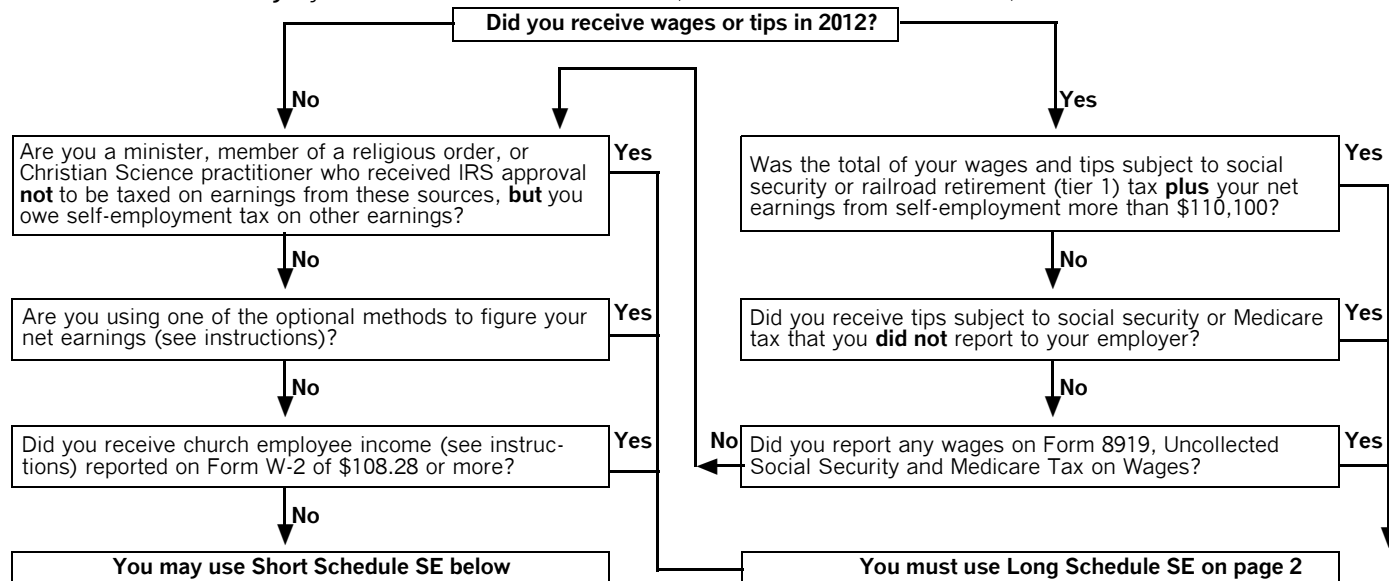 Did you receive wages or tips in 2012?
No
Yes
Are you a minister, member of a religious order, or
Christian Science practitioner who received IRS approval
not to be taxed on earnings from these sources, but you
owe self-employment tax on other earnings?
Yes
No
Are you using one of the optional methods to figure your
net earnings (see instructions)?
Yes
No
Did you receive church employee income (see instruc-
tions) reported on Form W-2 of $108.28 or more?
Yes
No
You may use Short Schedule SE below
Was the total of your wages and tips subject to social
security or railroad retirement (tier 1) tax plus your net
earnings from self-employment more than $110,100?
Yes
No
Did you receive tips subject to social security or Medicare
tax that you did not report to your employer?
Yes
No
No
Did you report any wages on Form 8919, Uncollected
Social Security and Medicare Tax on Wages?
Yes
You must use Long Schedule SE on page 2